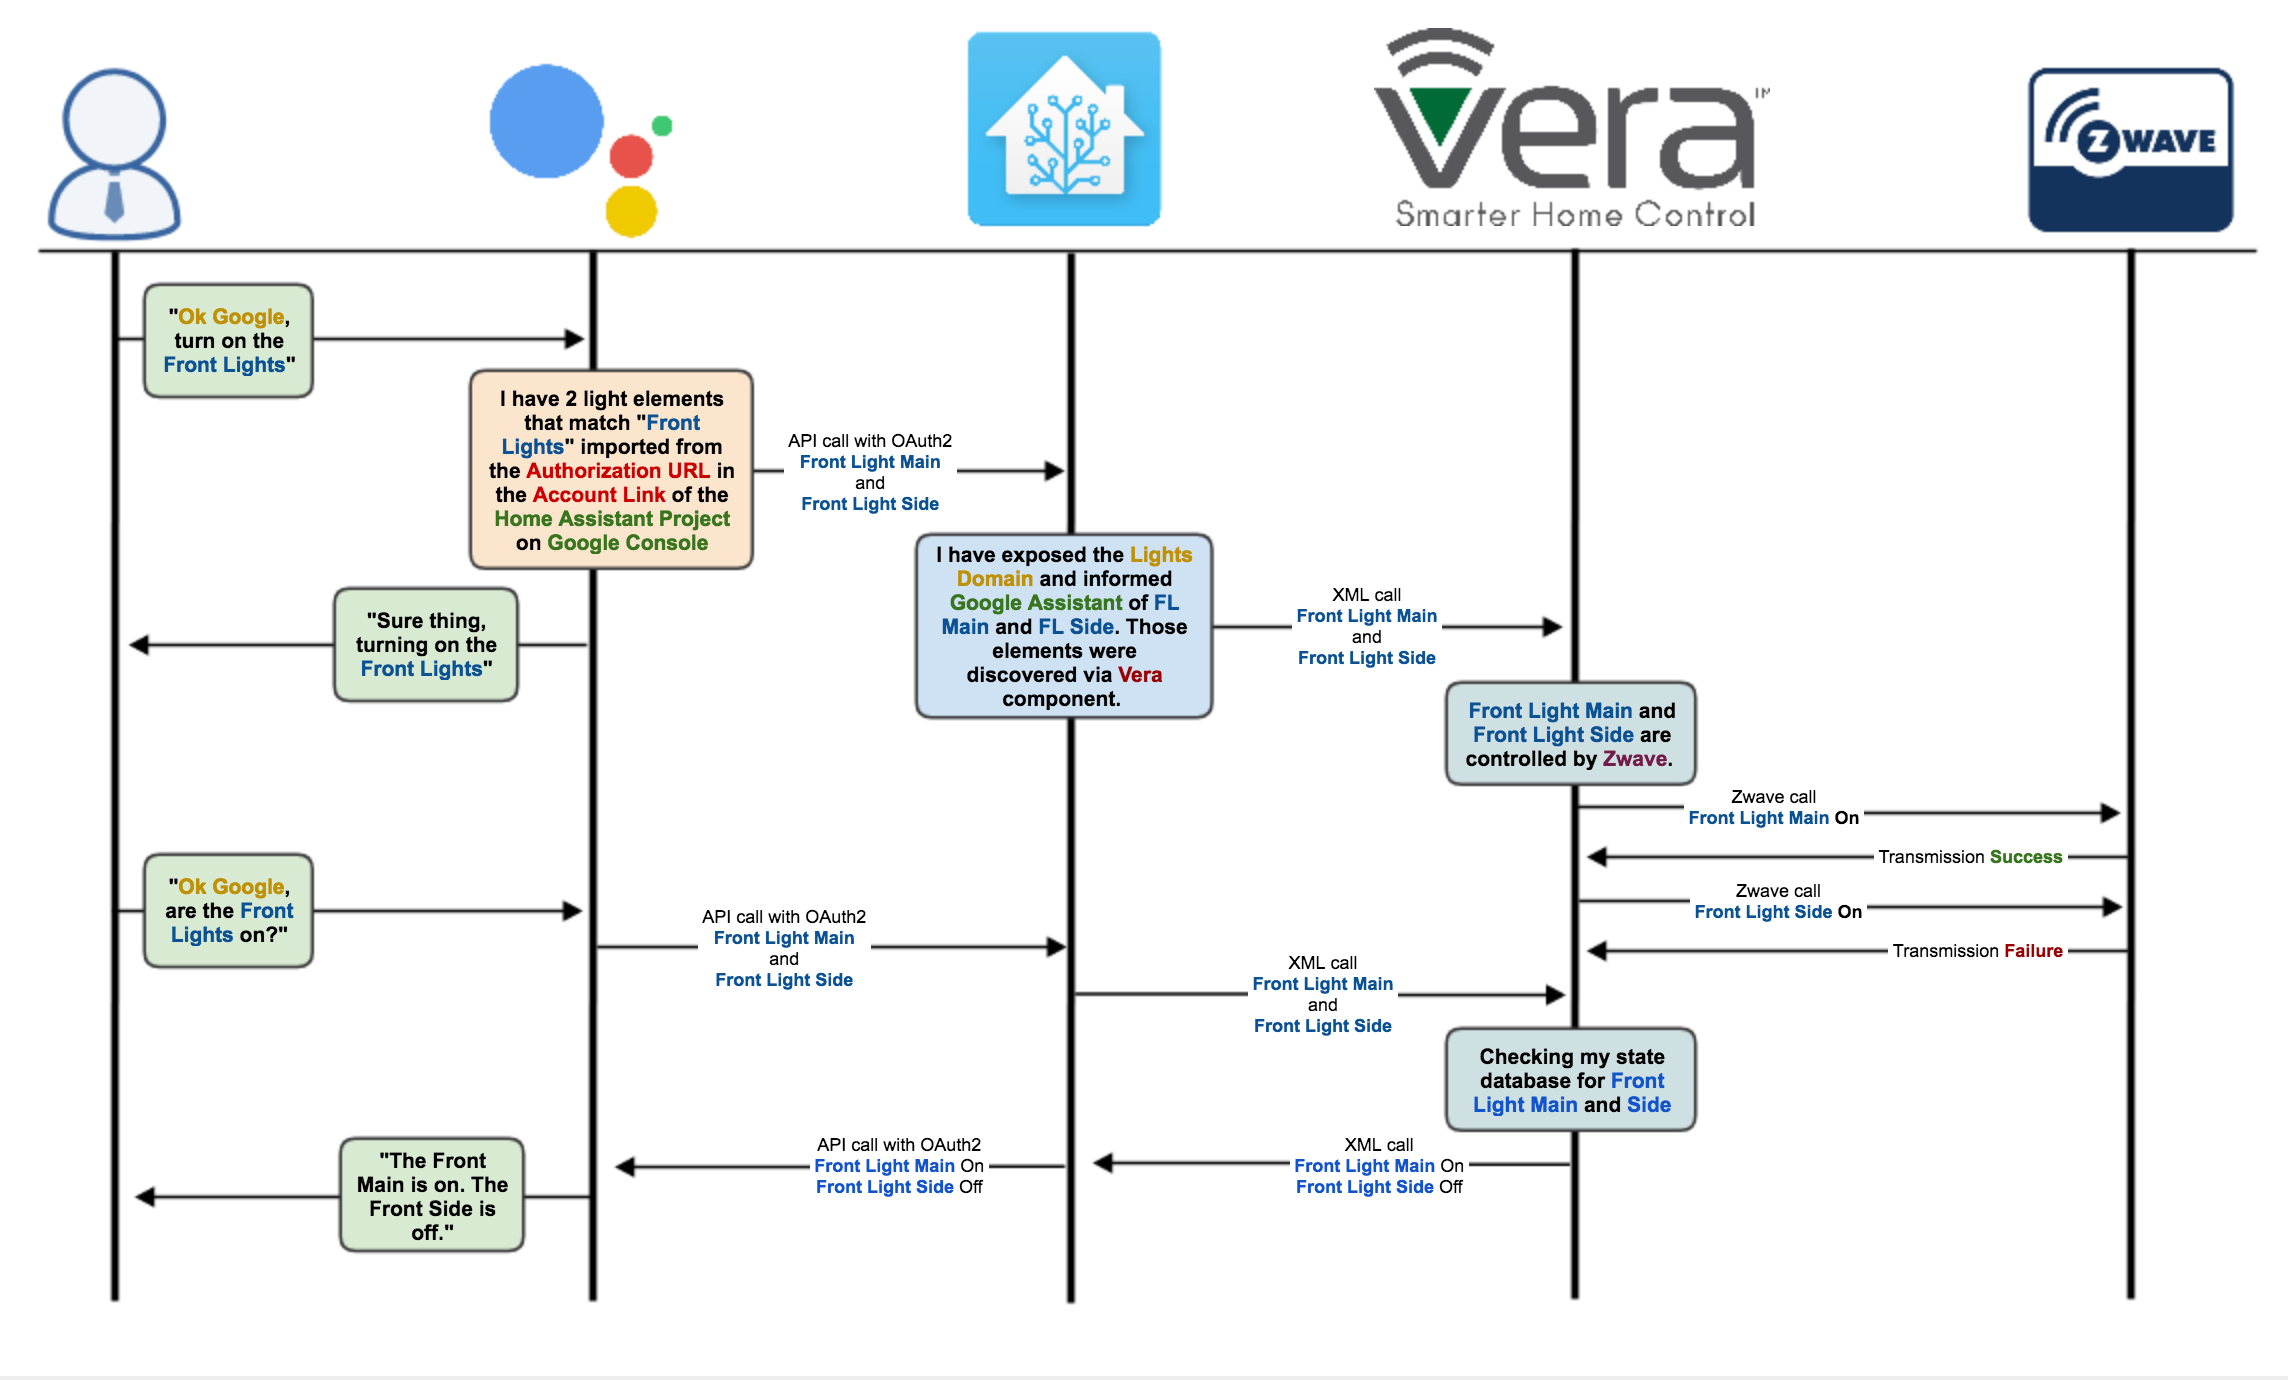 vera
TM
Smarter Home Control
Z WAVE
"Ok Google,
turn on the
Front Lights"
I have 2 light elements
that match "Front
Lights" imported from
the Authorization URL in
the Account Link of the
Home Assistant Project
on Google Console
API call with OAuth2
Front Light Main
and
Front Light Side
I have exposed the Lights
Domain and informed
Google Assistant of FL
Main and FL Side. Those
elements were
discovered via Vera
component.
"Sure thing,
turning on the
Front Lights"
XML call
Front Light Main
and
Front Light Side
Front Light Main and
Front Light Side are
controlled by Zwave.
Zwave call
Front Light Main On
Transmission Success
Zwave call
Front Light Side On
Transmission Failure
"Ok Google,
are the Front
Lights on?"
API call with OAuth2
Front Light Main
and
Front Light Side
XML call
Front Light Main
and
Front Light Side
Checking my state
database for Front
Light Main and Side
XML call
Front Light Main On
Front Light Side Off
API call with OAuth2
Front Light Main On
Front Light Side Off
"The Front
Main is on. The
Front Side is
off."